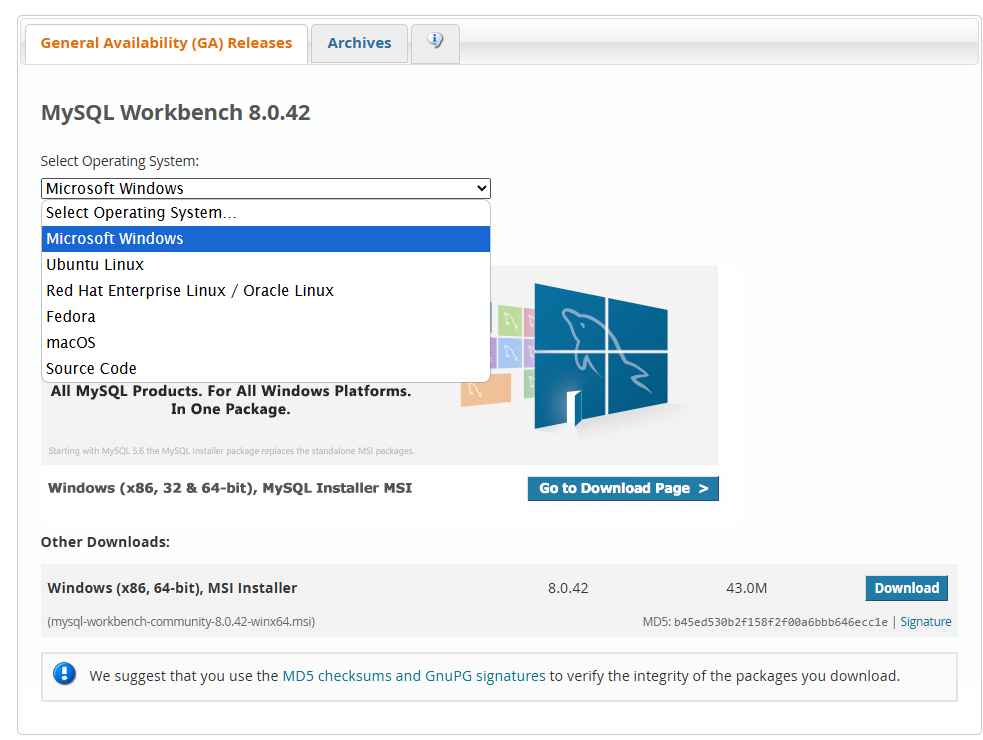 General Availability (GA) Releases
Archives
MySQL Workbench 8.0.42
Select Operating System:
Microsoft Windows
Select Operating System...
Microsoft Windows
Ubuntu Linux
Red Hat Enterprise Linux / Oracle Linux
Fedora
macOS
Source Code
All MySQL Products. For All Windows Platforms.
In One Package.
Starting with MySQL 5.6 the MySQL Installer package replaces the standalone MSI packages.
Windows (x86, 32 & 64-bit), MySQL Installer MSI
Go to Download Page >
Other Downloads:
Windows (x86, 64-bit), MSI Installer 8.0.42 43.0M Download
(mysql-workbench-community-8.0.42-winx64.msi) MD5: b45ed530b2f158f2f00a6bbb646ecc1e | Signature
We suggest that you use the MD5 checksums and GnuPG signatures to verify the integrity of the packages you download.